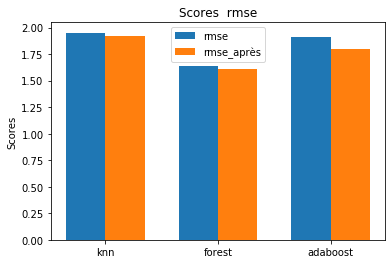 Scores  rmse
rmse
rmse_après
Scores
2.00
1.75
1.50
1.25
1.00
0.75
0.50
0.25
0.00
knn
forest
adaboost